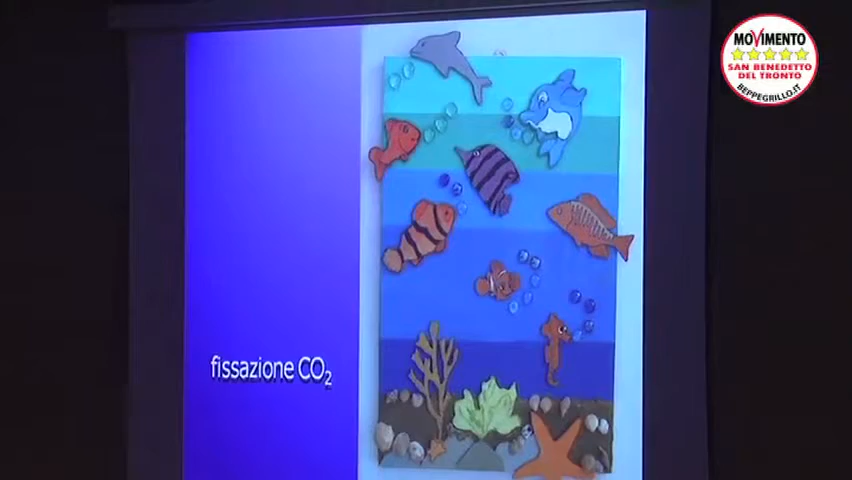 MOVIMENTO
SAN BENEDETTO
DEL TRONTO
BEPPEGRILLO.IT
fissazione CO₂